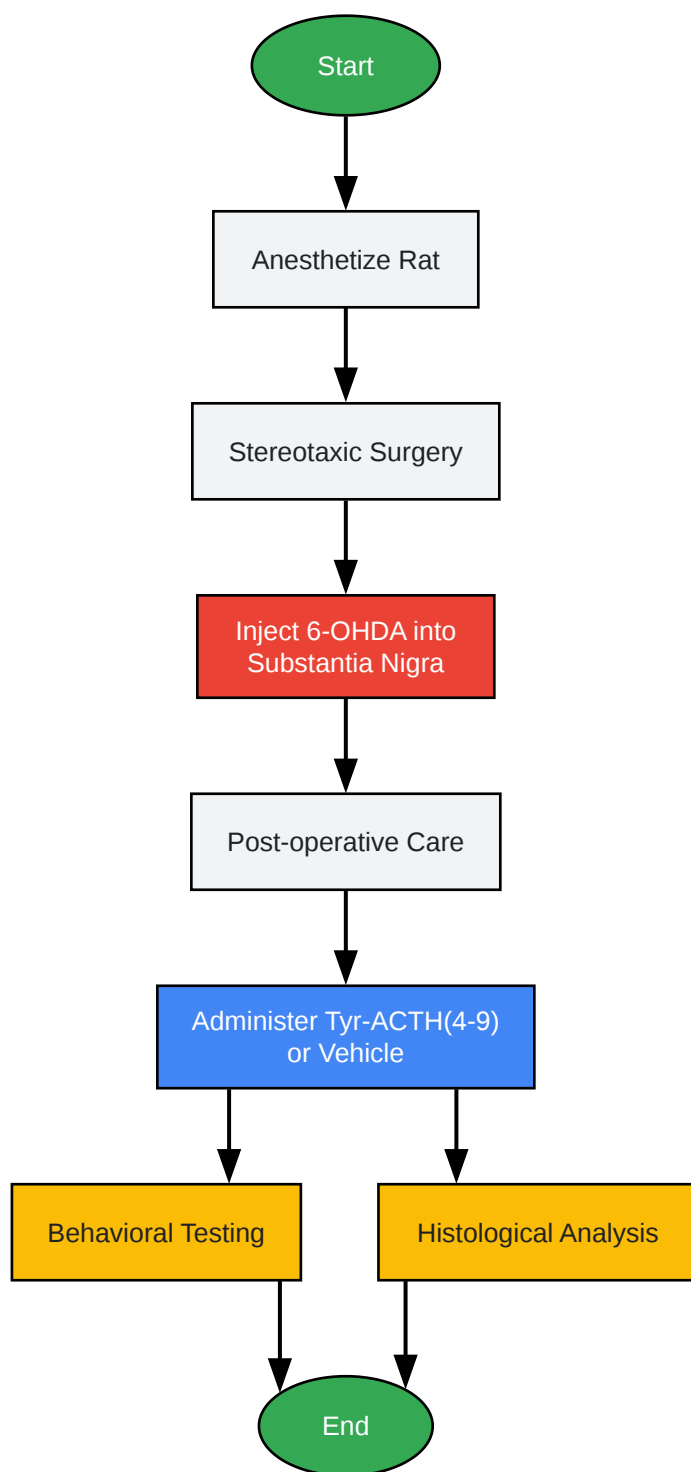 Start
Anesthetize Rat
Stereotaxic Surgery
Inject 6-OHDA into
Substantia Nigra
Post-operative Care
Administer Tyr-ACTH(4-9)
or Vehicle
Behavioral Testing
Histological Analysis
End